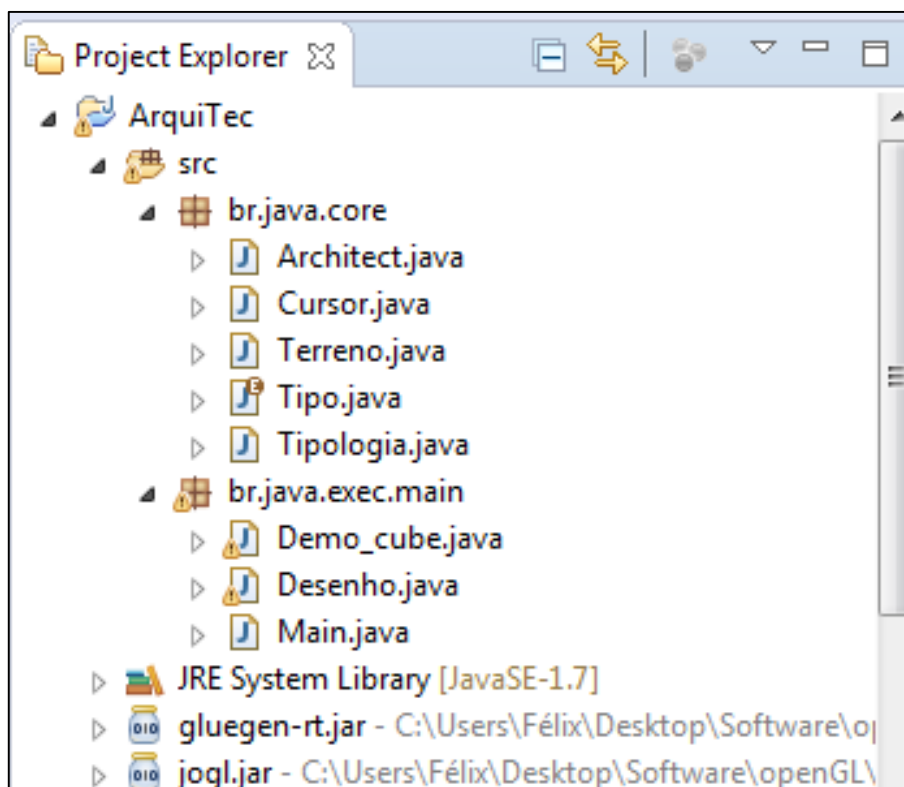 Project Explorer
ArquiTec
src
br.java.core
Architect.java
Cursor.java
Terreno.java
Tipo.java
Tipologia.java
br.java.exec.main
Demo_cube.java
Desenho.java
Main.java
JRE System Library [JavaSE-1.7]
gluegen-rt.jar - C:\Users\Félix\Desktop\Software\op
jogl.jar - C:\Users\Félix\Desktop\Software\openGL\